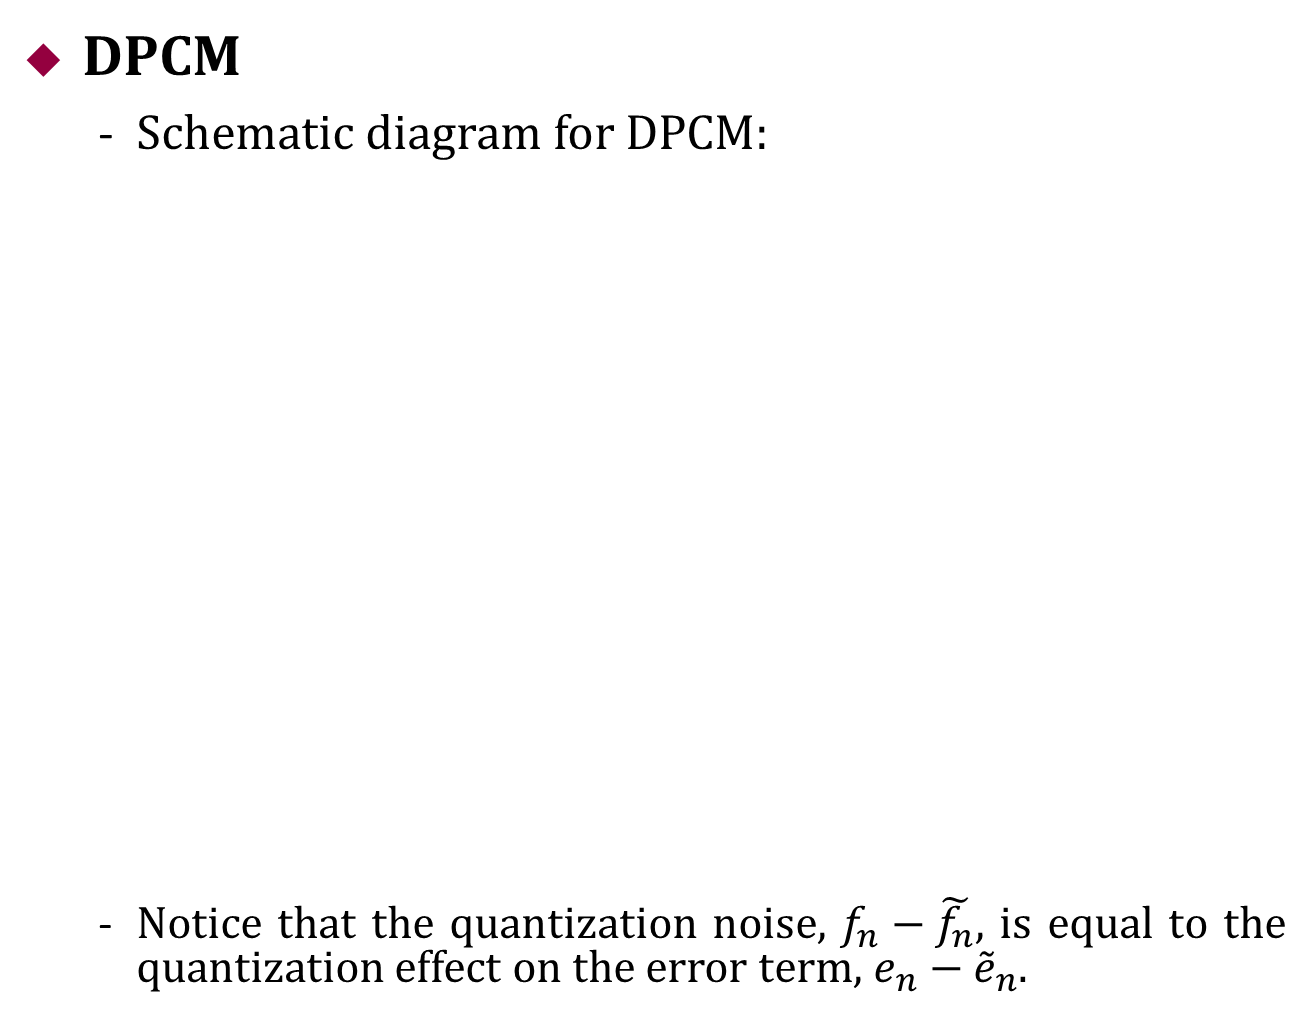 ◆ DPCM
- Schematic diagram for DPCM:
- Notice that the quantization noise, fₙ − f̃ₙ, is equal to the
quantization effect on the error term, eₙ − ẽₙ.